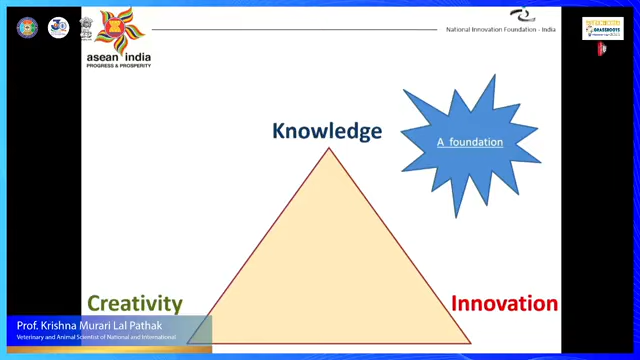 asean india
PROGRESS & PROSPERITY
National Innovation Foundation - India
GRASSROOTS
Knowledge
A foundation
Creativity
Innovation
Prof. Krishna Murari Lal Pathak
Veterinary and Animal Scientist of National and International